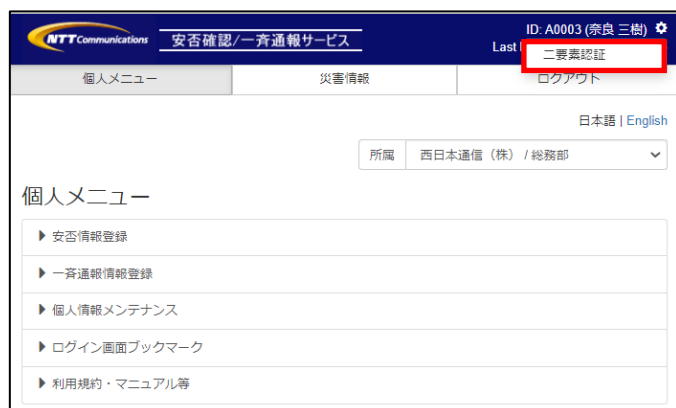 NTT Communications 安否確認/一斉通報サービス
ID: A0003 (奈良 三樹)
Last
二要素認証
個人メニュー 災害情報 ログアウト
日本語 | English
所属 西日本通信（株） / 総務部
個人メニュー
安否情報登録
一斉通報情報登録
個人情報メンテナンス
ログイン画面ブックマーク
利用規約・マニュアル等